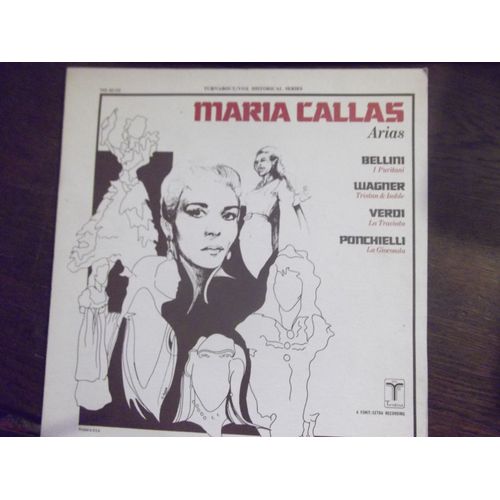 TURNABOUT/VOX HISTORICAL SERIES
MARIA CALLAS
Arias
BELLINI
I Puritani
WAGNER
Tristan & Isolde
VERDI
La Traviata
PONCHIELLI
La Gioconda
A FONIT/CETRA RECORDING